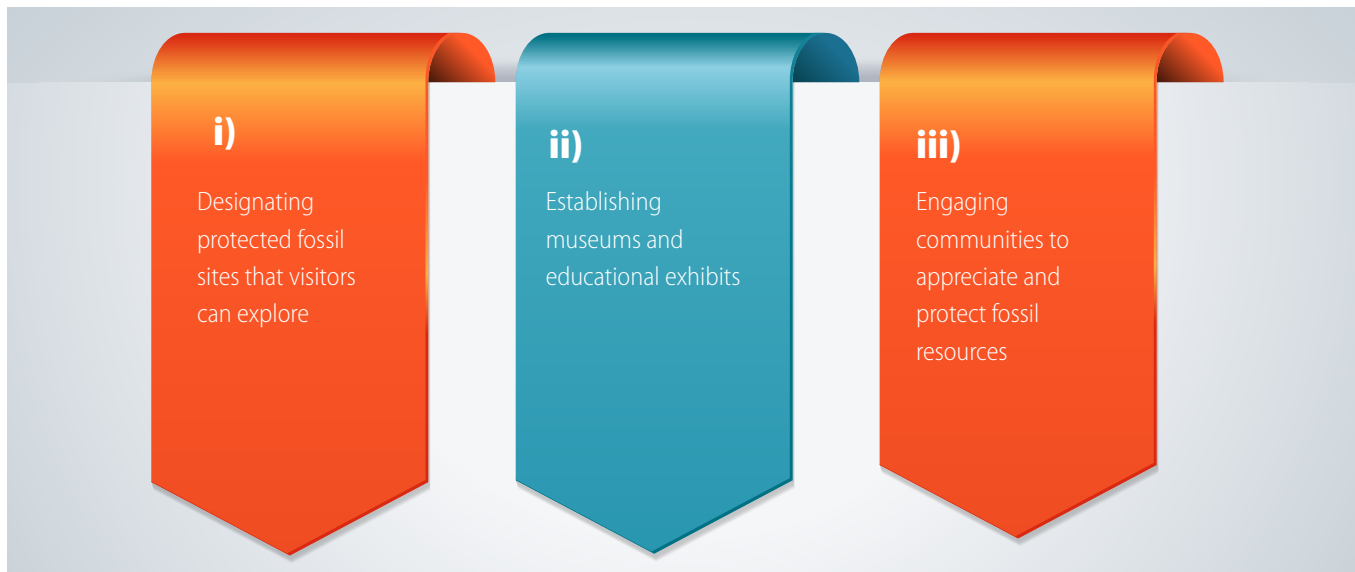 i)
Designating
protected fossil
sites that visitors
can explore
ii)
Establishing
museums and
educational exhibits
iii)
Engaging
communities to
appreciate and
protect fossil
resources